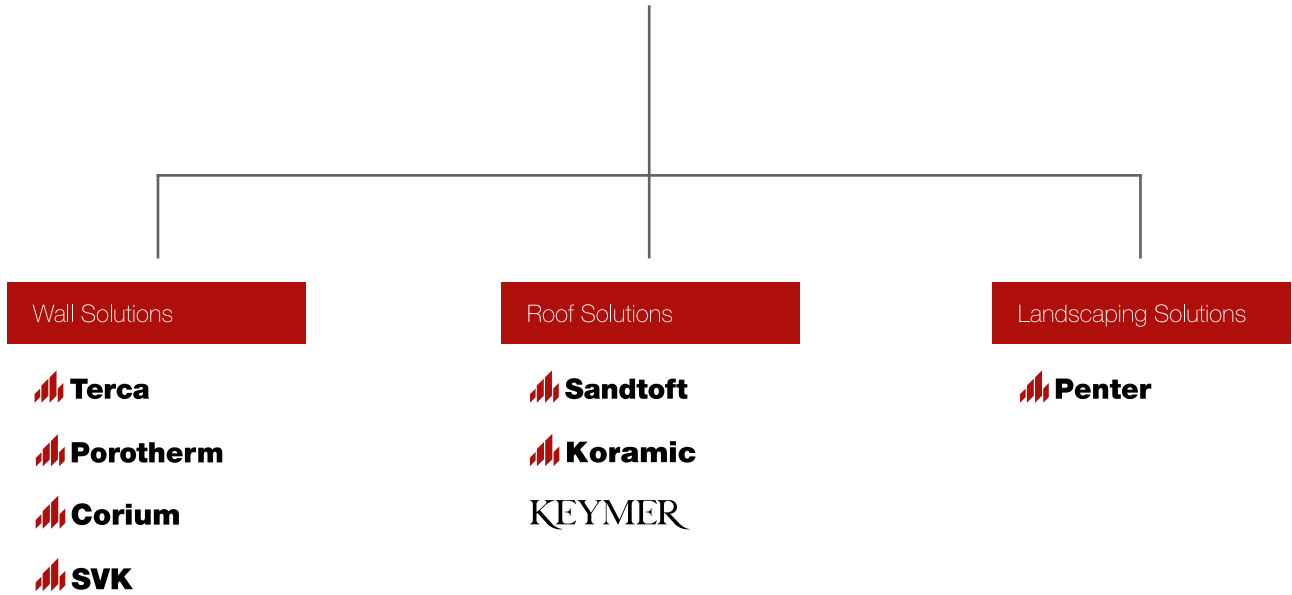 Wall Solutions
Terca
Porotherm
Corium
SVK
Roof Solutions
Sandtoft
Koramic
KEYMER
Landscaping Solutions
Penter